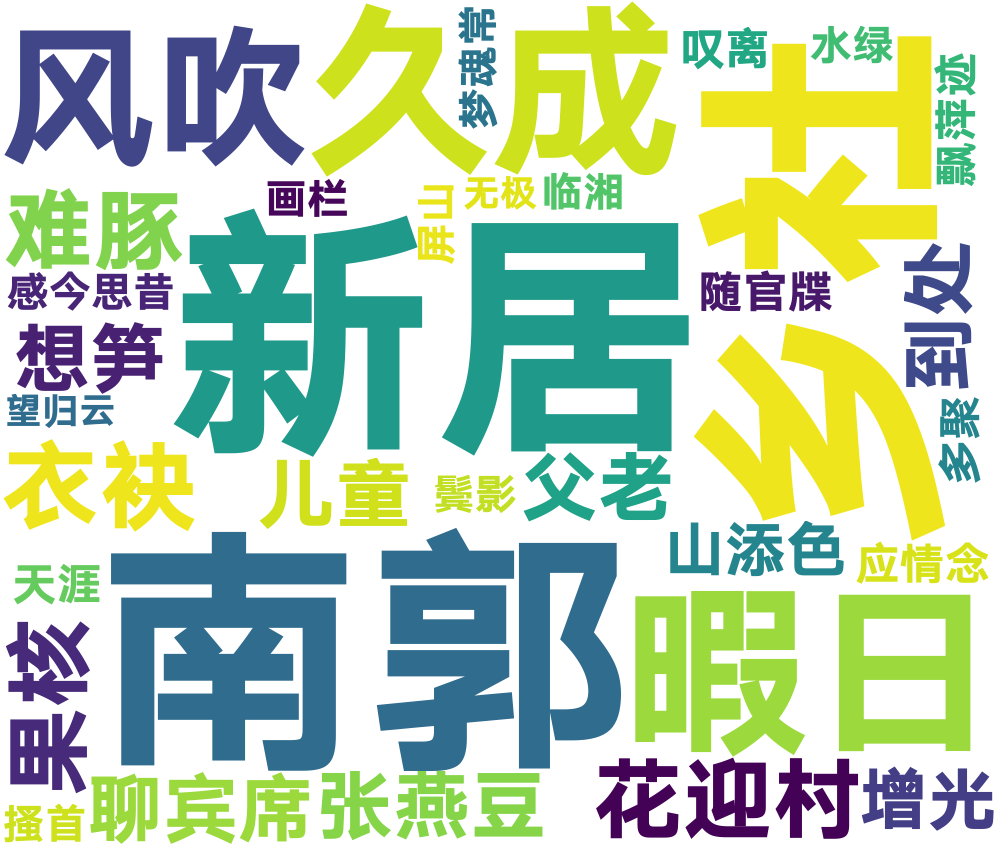 风吹
久成
梦魂常
叹离
水绿
乡社
飘萍迹
难豚
画栏
屏山
无极
临湘
新居
感今思昔
随官牒
到处
想笋
望归云
多聚
衣袂
儿童
鬓影
父老
山添色
应情念
天涯
南郭
暇日
果核
搔首
聊宾席
张燕豆
花迎村
增光